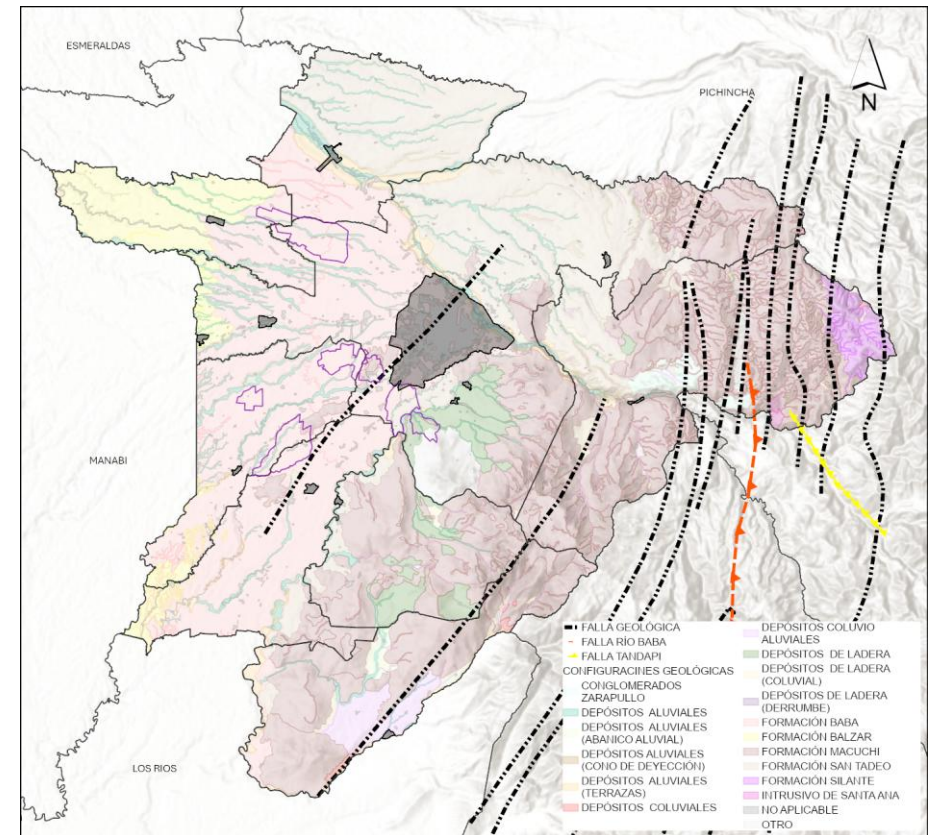 ESMERALDAS
PICHINCHA
N
MANABI
LOS RIOS
FALLA GEOLÓGICA
FALLA RÍO BABA
FALLA TANDAPI
CONFIGURACINES GEOLÓGICAS
CONGLOMERADOS
ZARAPULLO
DEPÓSITOS ALUVIALES
DEPÓSITOS ALUVIALES
(ABANICO ALUVIAL)
DEPÓSITOS ALUVIALES
(CONO DE DEYECCIÓN)
DEPÓSITOS ALUVIALES
(TERRAZAS)
DEPÓSITOS COLUVIALES
DEPÓSITOS COLUVIO
ALUVIALES
DEPÓSITOS DE LADERA
DEPÓSITOS DE LADERA
(COLUVIAL)
DEPÓSITOS DE LADERA
(DERRUMBE)
FORMACIÓN BABA
FORMACIÓN BALZAR
FORMACIÓN MACUCHI
FORMACIÓN SAN TADEO
FORMACIÓN SILANTE
INTRUSIVO DE SANTA ANA
NO APLICABLE
OTRO